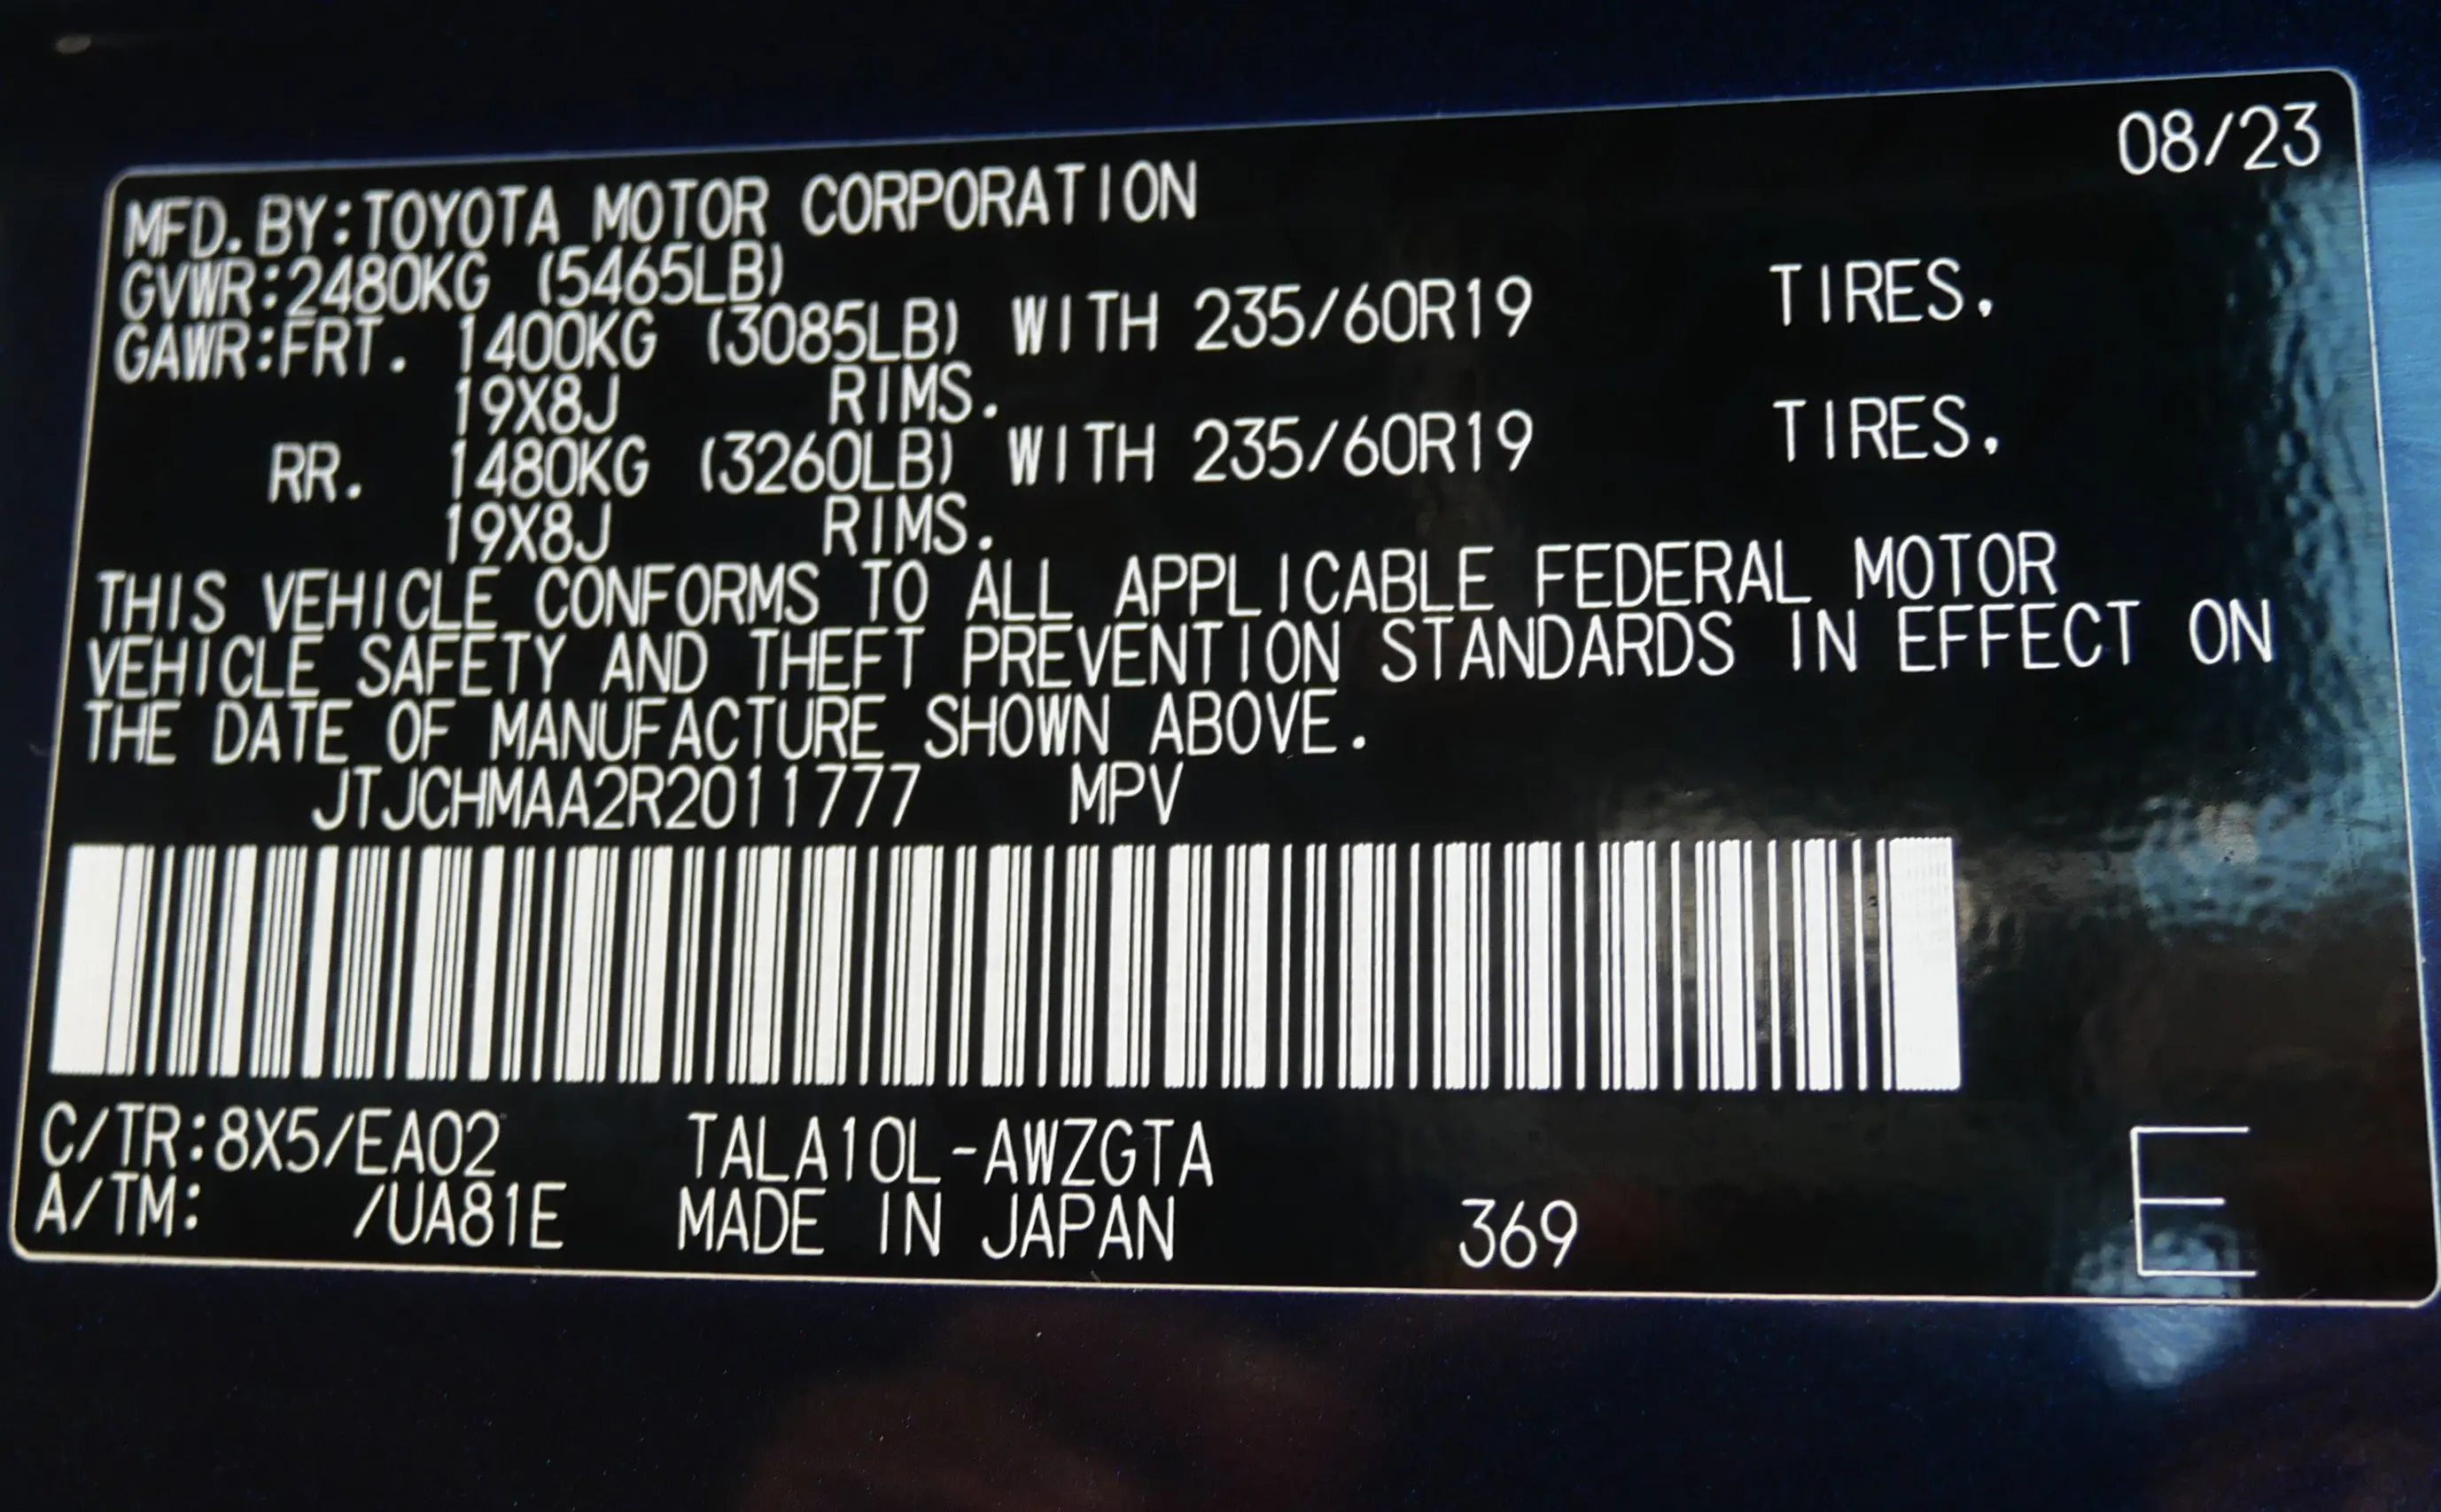 08/23
MFD.BY:TOYOTA MOTOR CORPORATION
GVWR:2480KG (5465LB)
GAWR:FRT. 1400KG (3085LB) WITH 235/60R19 TIRES.
19X8J RIMS.
RR. 1480KG (3260LB) WITH 235/60R19 TIRES.
19X8J RIMS.
THIS VEHICLE CONFORMS TO ALL APPLICABLE FEDERAL MOTOR
VEHICLE SAFETY AND THEFT PREVENTION STANDARDS IN EFFECT ON
THE DATE OF MANUFACTURE SHOWN ABOVE.
JTJCHMAA2R2011777 MPV
C/TR:8X5/EA02 TALA10L-AWZGTA
A/TM: /UA81E MADE IN JAPAN 369 E